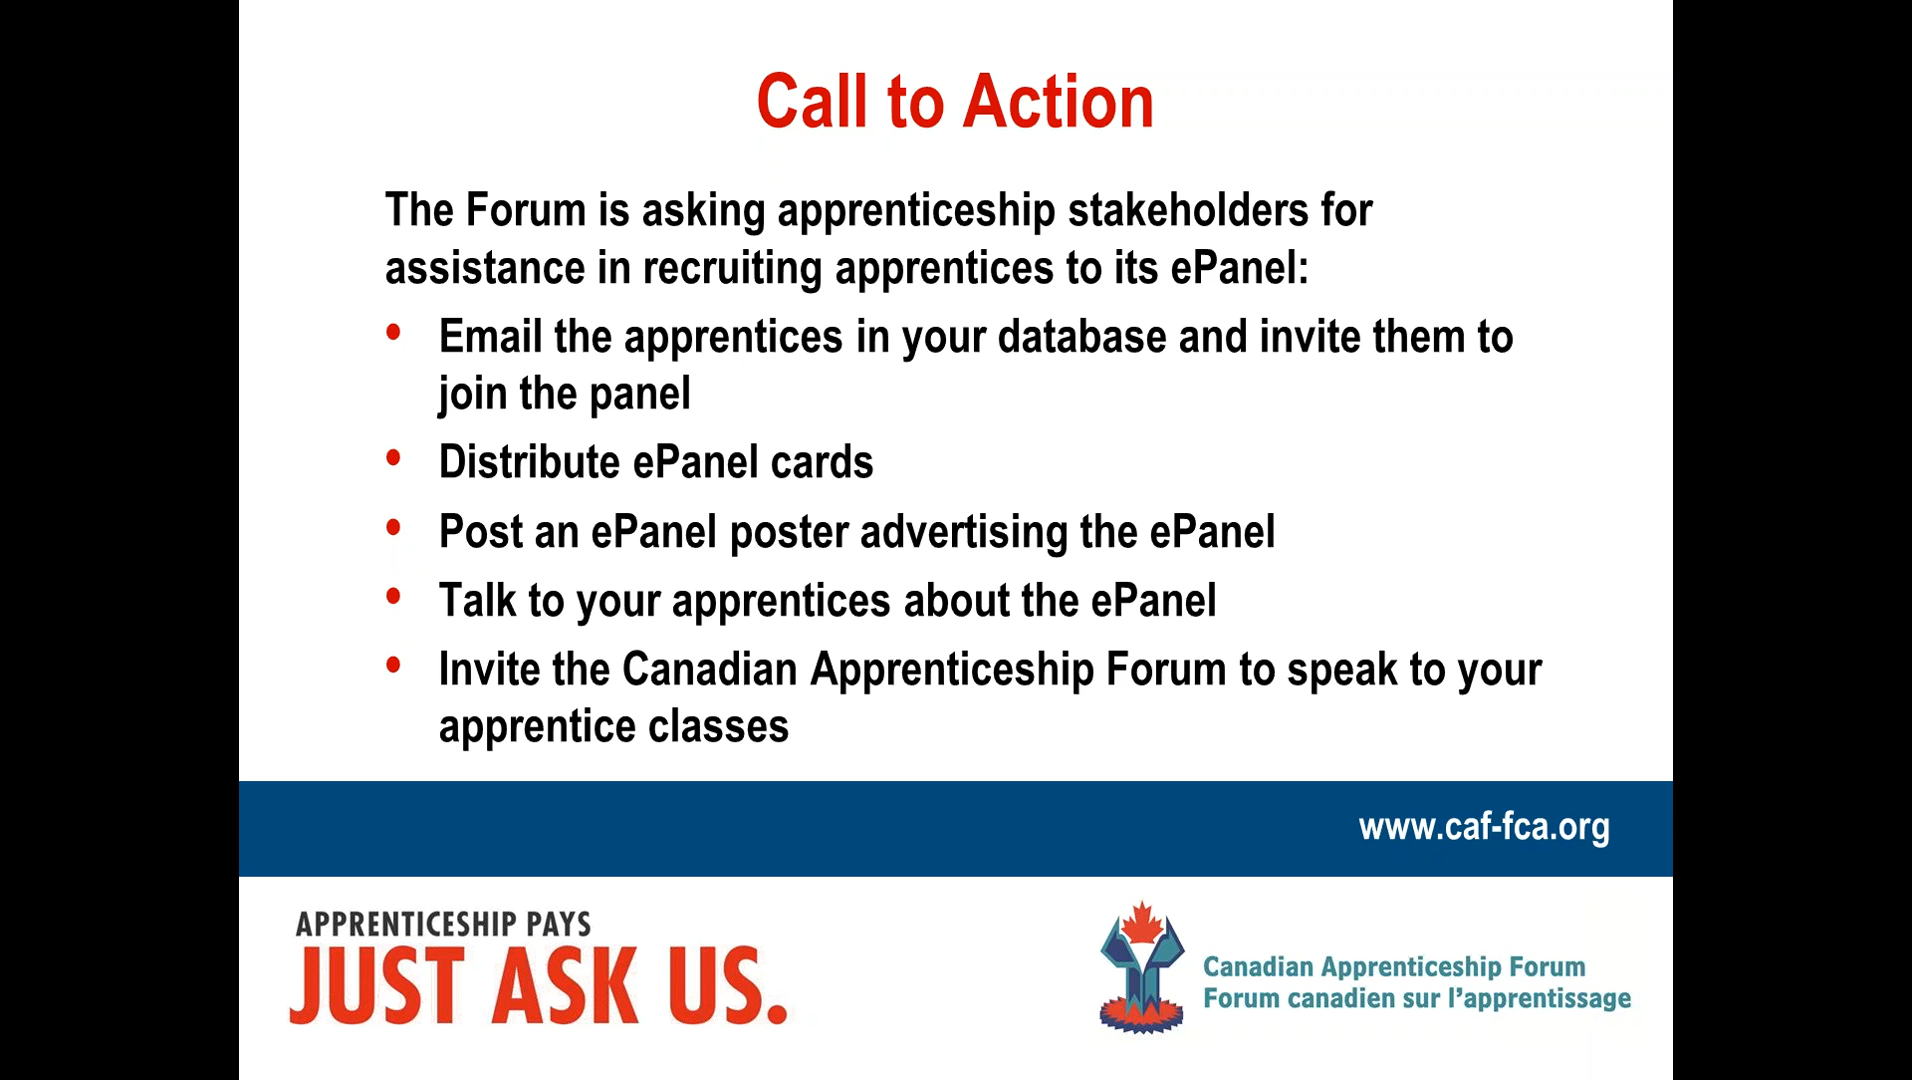 Call to Action
The Forum is asking apprenticeship stakeholders for
assistance in recruiting apprentices to its ePanel:
• Email the apprentices in your database and invite them to
join the panel
• Distribute ePanel cards
• Post an ePanel poster advertising the ePanel
• Talk to your apprentices about the ePanel
• Invite the Canadian Apprenticeship Forum to speak to your
apprentice classes
www.caf-fca.org
APPRENTICESHIP PAYS
JUST ASK US.
Canadian Apprenticeship Forum
Forum canadien sur l’apprentissage